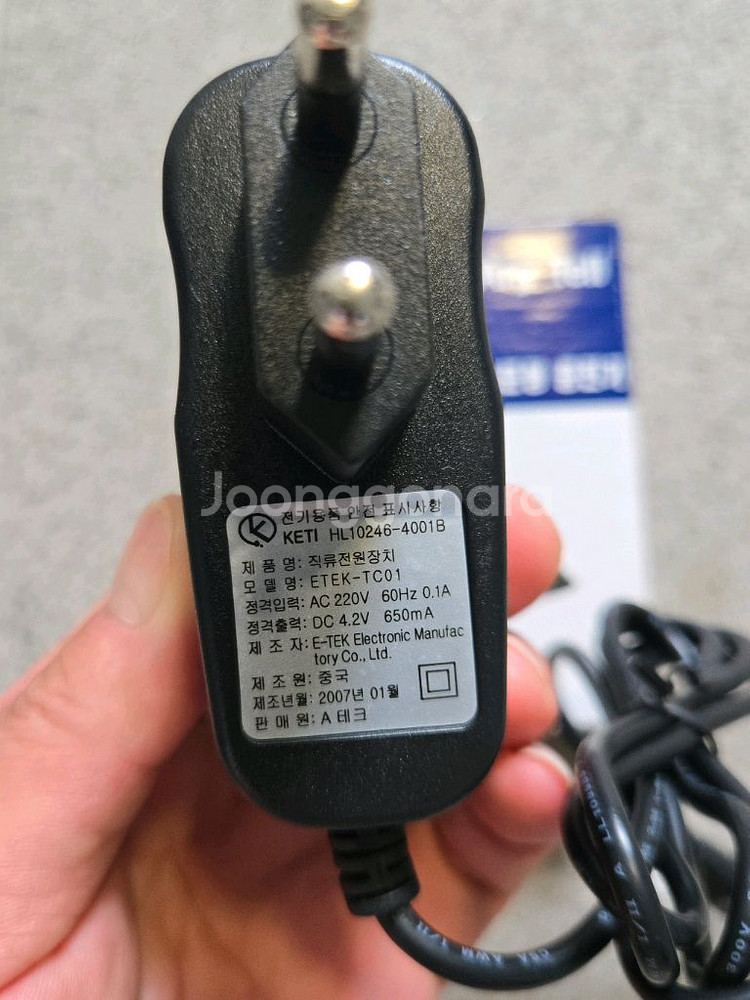 Joonggonara
전기용품 안전 표시사항
KETI HL10246-4001B
제 품 명: 직류전원장치
모 델 명: ETEK-TC01
정격입력: AC 220V 60Hz 0.1A
정격출력: DC 4.2V 650mA
제 조 자: E-TEK Electronic Manufac
tory Co., Ltd.
제 조 원: 중국
제조년월: 2007년 01월
판 매 원: A 테크
300V